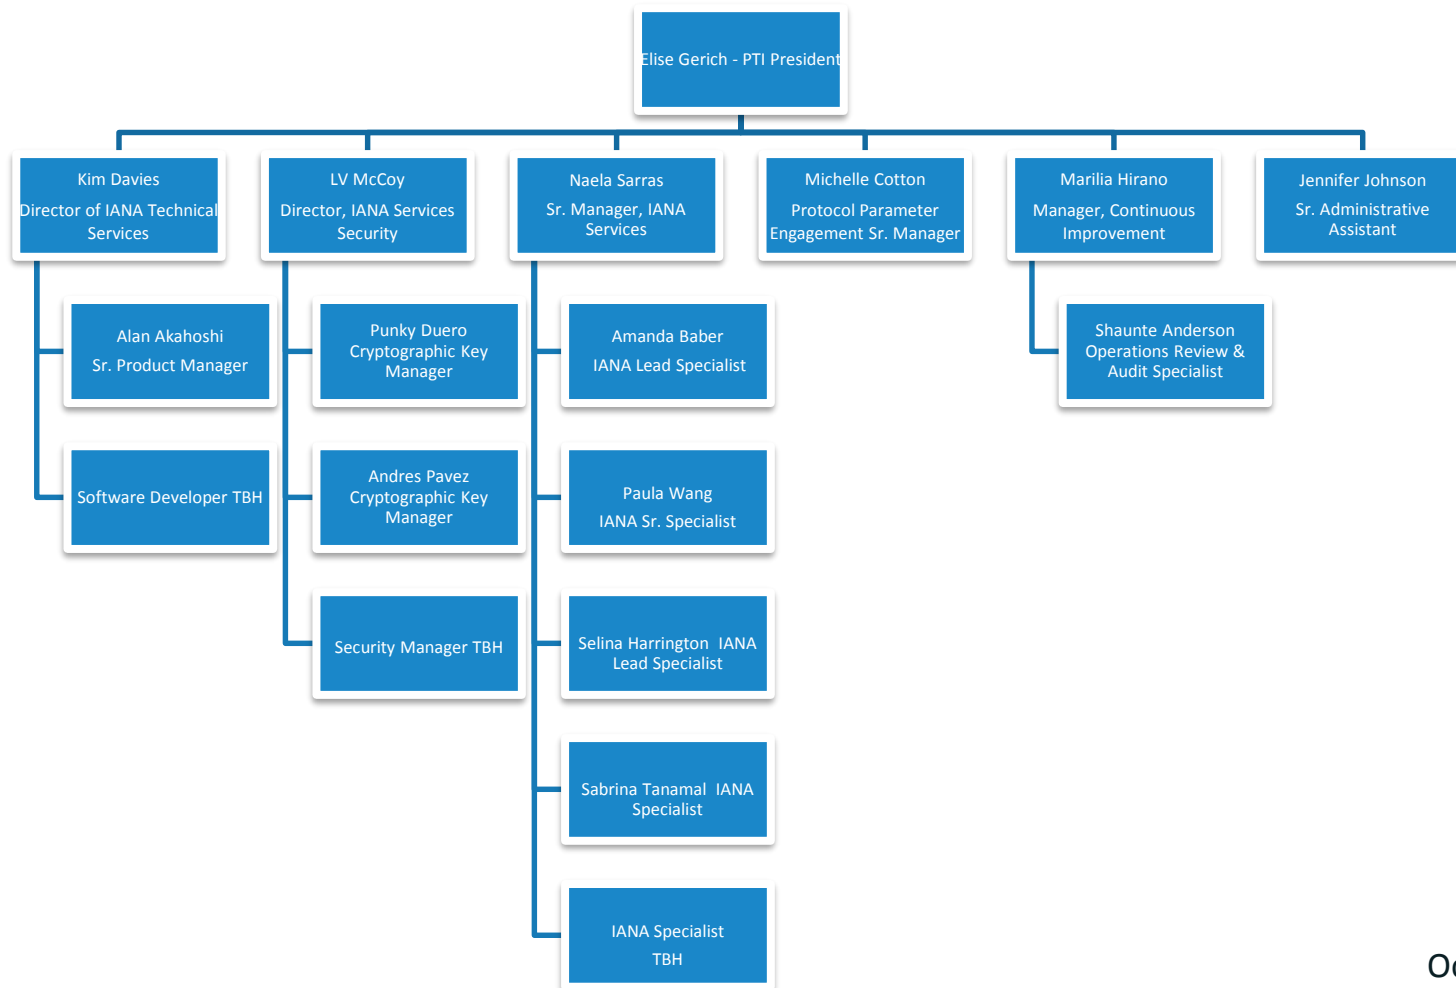 Elise Gerich - PTI President
Kim Davies
Director of IANA Technical
Services
LV McCoy
Director, IANA Services
Security
Naela Sarras
Sr. Manager, IANA
Services
Michelle Cotton
Protocol Parameter
Engagement Sr. Manager
Marilia Hirano
Manager, Continuous
Improvement
Jennifer Johnson
Sr. Administrative
Assistant
Alan Akahoshi
Sr. Product Manager
Punky Duero
Cryptographic Key
Manager
Amanda Baber
IANA Lead Specialist
Shaunte Anderson
Operations Review &
Audit Specialist
Software Developer TBH
Andres Pavez
Cryptographic Key
Manager
Paula Wang
IANA Sr. Specialist
Security Manager TBH
Selina Harrington  IANA
Lead Specialist
Sabrina Tanamal  IANA
Specialist
IANA Specialist
TBH